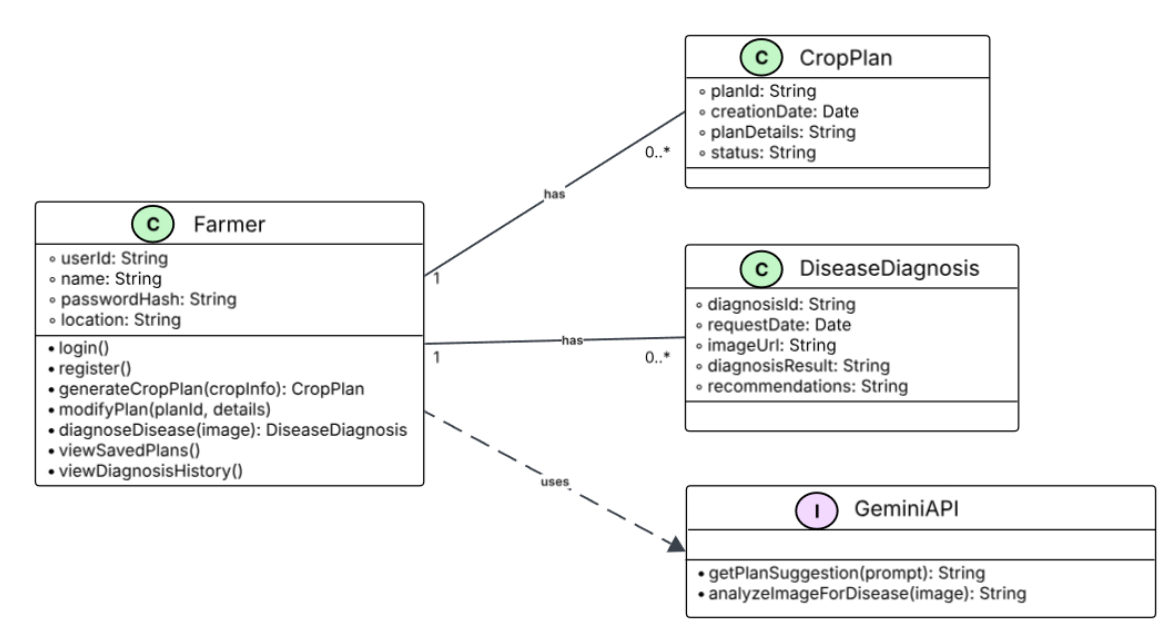 C CropPlan
planId: String
creationDate: Date
planDetails: String
status: String
0..*
has
C Farmer
userId: String
name: String
passwordHash: String
location: String
login()
register()
generateCropPlan(cropInfo): CropPlan
modifyPlan(planId, details)
diagnoseDisease(image): DiseaseDiagnosis
viewSavedPlans()
viewDiagnosisHistory()
1
has
1
0..*
C DiseaseDiagnosis
diagnosisId: String
requestDate: Date
imageUrl: String
diagnosisResult: String
recommendations: String
uses
I GeminiAPI
getPlanSuggestion(prompt): String
analyzeImageForDisease(image): String